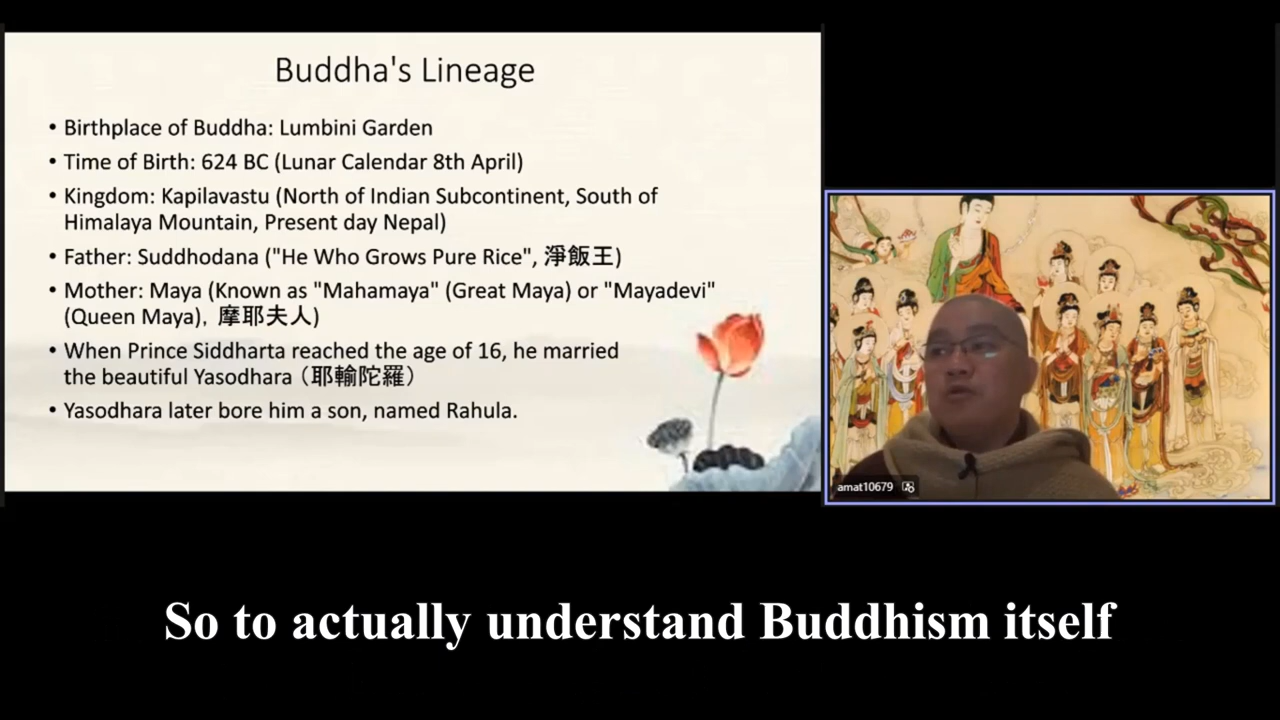 Buddha's Lineage
• Birthplace of Buddha: Lumbini Garden
• Time of Birth: 624 BC (Lunar Calendar 8th April)
• Kingdom: Kapilavastu (North of Indian Subcontinent, South of
Himalaya Mountain, Present day Nepal)
• Father: Suddhodana ("He Who Grows Pure Rice", 淨飯王)
• Mother: Maya (Known as "Mahamaya" (Great Maya) or "Mayadevi"
(Queen Maya), 摩耶夫人)
• When Prince Siddharta reached the age of 16, he married
the beautiful Yasodhara（耶輸陀羅）
• Yasodhara later bore him a son, named Rahula.
amat10679
So to actually understand Buddhism itself